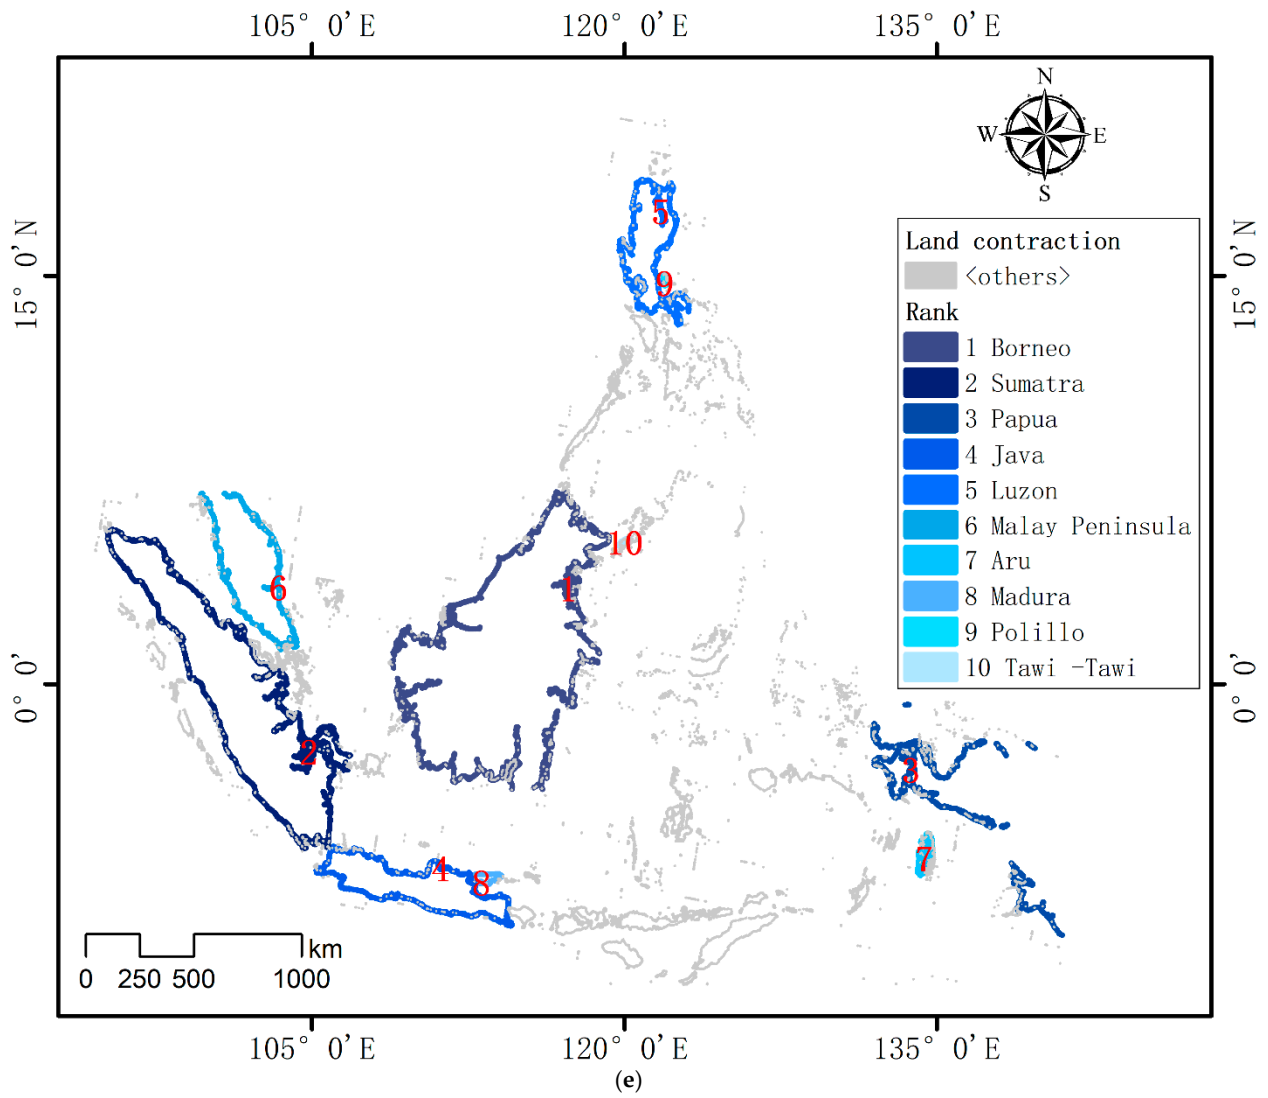 105° 0'E 120° 0'E 135° 0'E
N
W E
S
15° 0'N
15° 0'N
Land contraction
<others>
Rank
1 Borneo
2 Sumatra
3 Papua
4 Java
5 Luzon
6 Malay Peninsula
7 Aru
8 Madura
9 Polillo
10 Tawi -Tawi
5
9
10
1
6
0° 0'
0° 0'
2
3
4
7
8
km
0 250 500 1000
105° 0'E 120° 0'E 135° 0'E
(e)